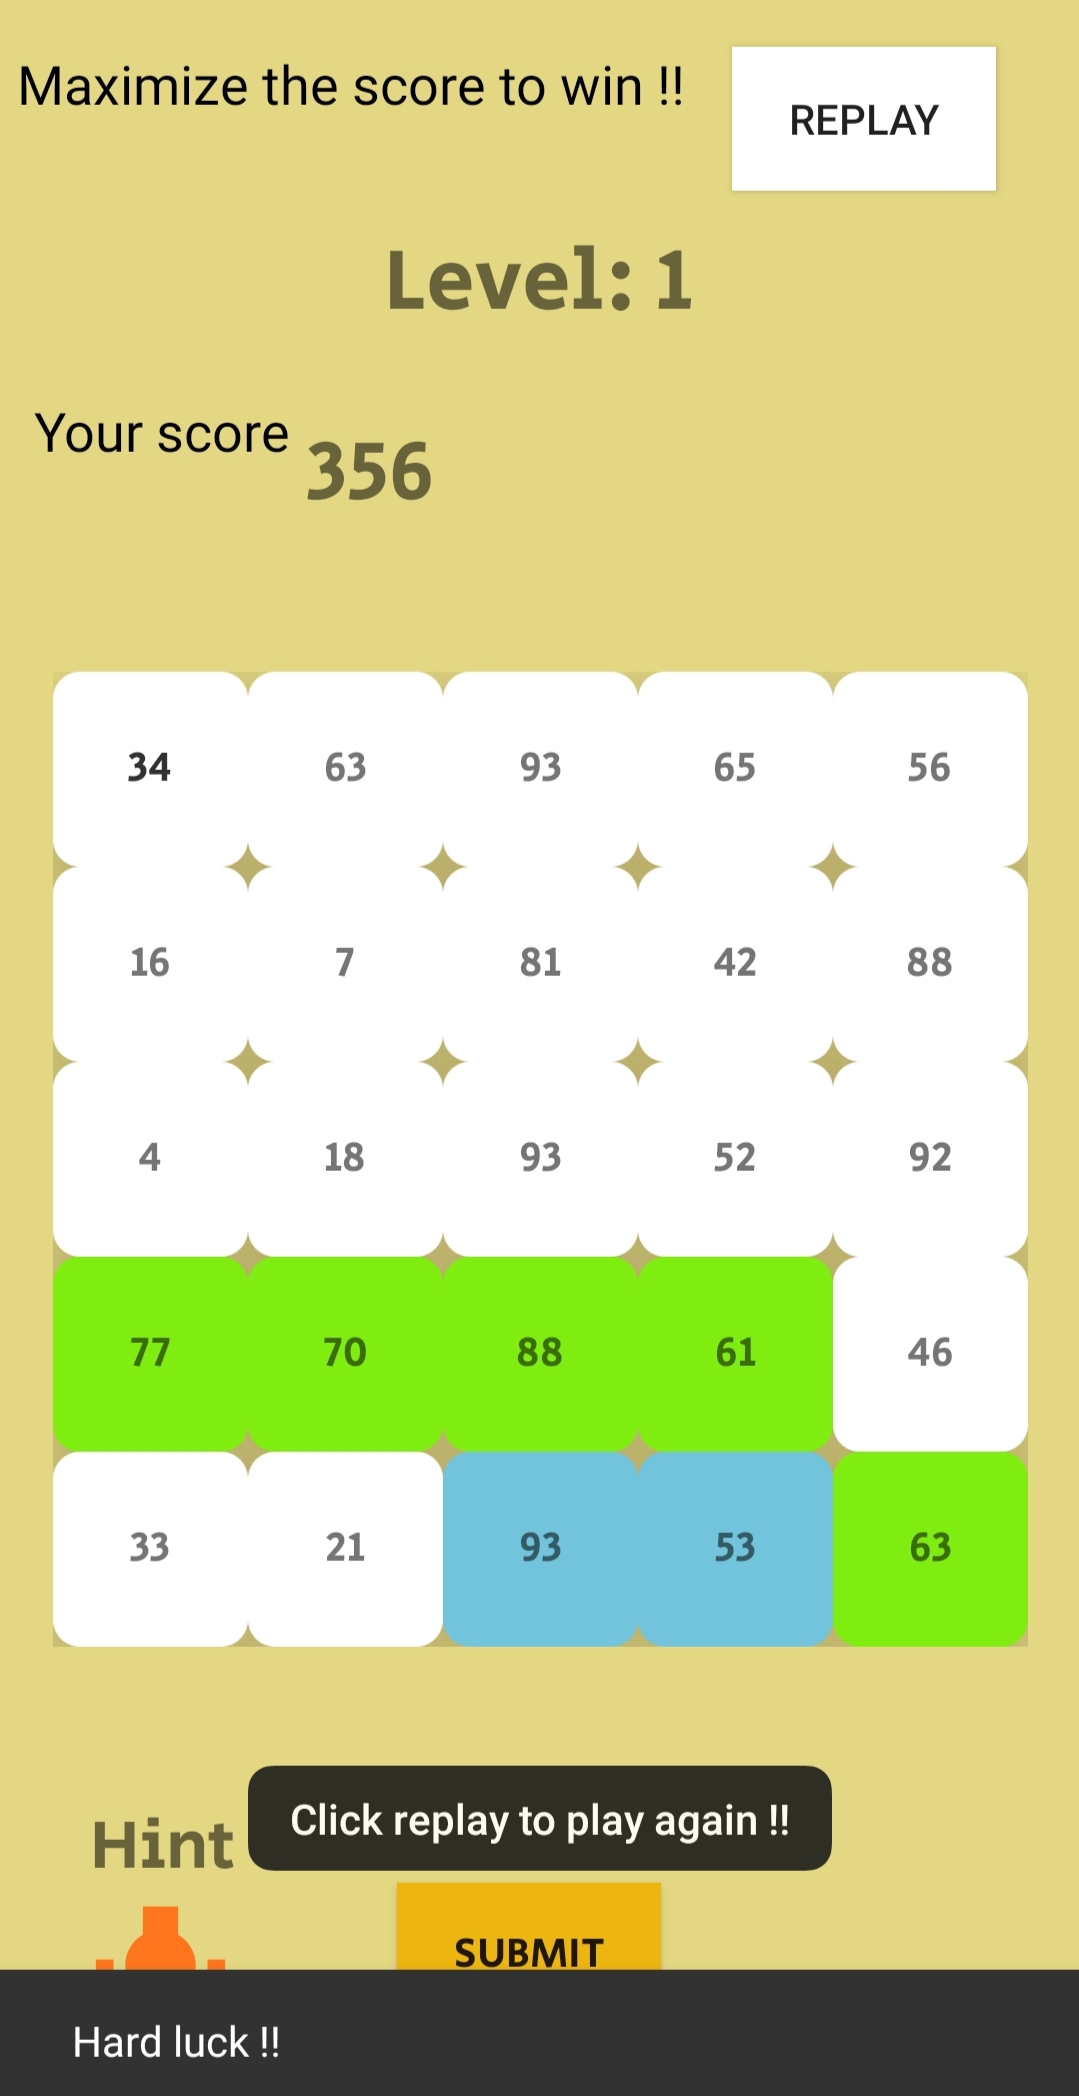 Maximize the score to win !!
REPLAY
Level: 1
Your score 356
34 63 93 65 56
16 7 81 42 88
4 18 93 52 92
77 70 88 61 46
33 21 93 53 63
Hint
Click replay to play again !!
SUBMIT
Hard luck !!